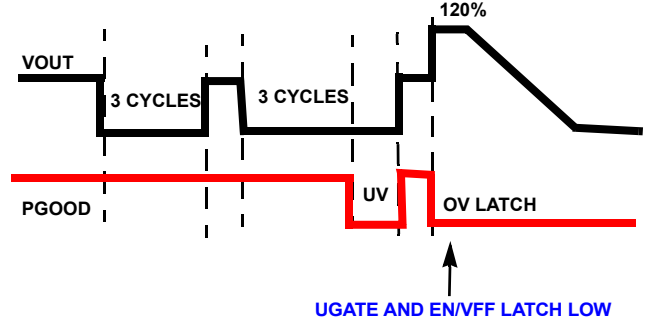 120%
VOUT
3 CYCLES
3 CYCLES
UV
PGOOD
OV LATCH
UGATE AND EN/VFF LATCH LOW